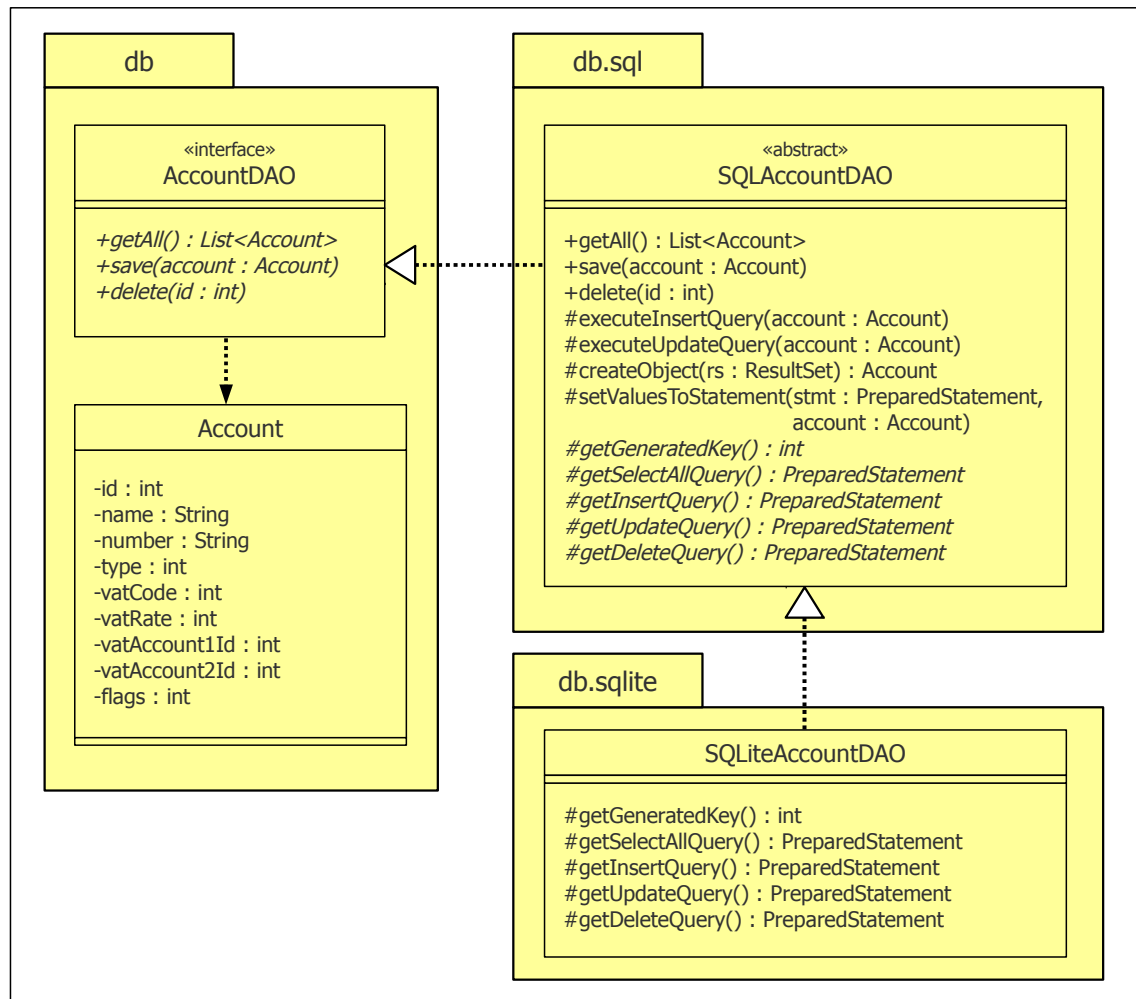 db
«interface»
AccountDAO
+getAll() : List<Account>
+save(account : Account)
+delete(id : int)
Account
-id : int
-name : String
-number : String
-type : int
-vatCode : int
-vatRate : int
-vatAccount1Id : int
-vatAccount2Id : int
-flags : int
db.sql
«abstract»
SQLAccountDAO
+getAll() : List<Account>
+save(account : Account)
+delete(id : int)
#executeInsertQuery(account : Account)
#executeUpdateQuery(account : Account)
#createObject(rs : ResultSet) : Account
#setValuesToStatement(stmt : PreparedStatement,
account : Account)
#getGeneratedKey() : int
#getSelectAllQuery() : PreparedStatement
#getInsertQuery() : PreparedStatement
#getUpdateQuery() : PreparedStatement
#getDeleteQuery() : PreparedStatement
db.sqlite
SQLiteAccountDAO
#getGeneratedKey() : int
#getSelectAllQuery() : PreparedStatement
#getInsertQuery() : PreparedStatement
#getUpdateQuery() : PreparedStatement
#getDeleteQuery() : PreparedStatement